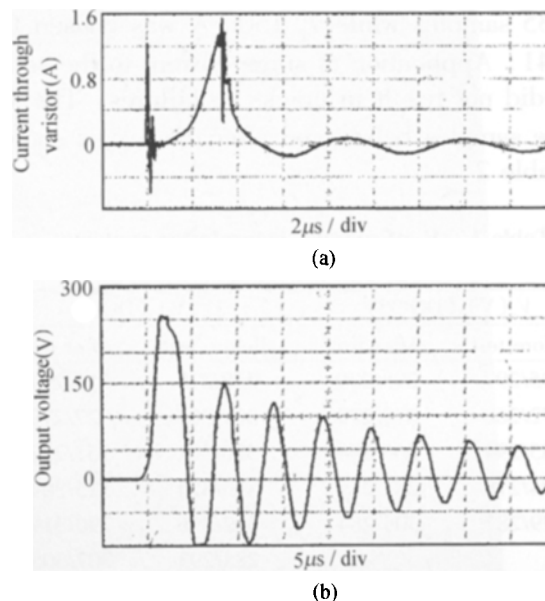 Current through
varistor(A)
1.6
0.8
0
2μs / div
(a)
Output voltage(V)
300
150
0
5μs / div
(b)